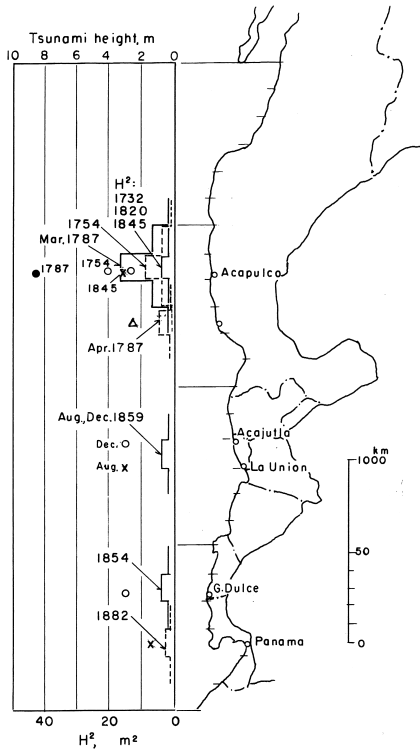 Tsunami height, m
10 8 6 4 2 0
H²:
1732
1820
1754 1845
Mar.1787
1754
1787
1845
Acapulco
Apr.1787
Aug.,Dec.1859
Acajutla
Dec.
km
1000
Aug.
La Union
50
1854
G.Dulce
1882
Panama
0
40 20 0
H², m²